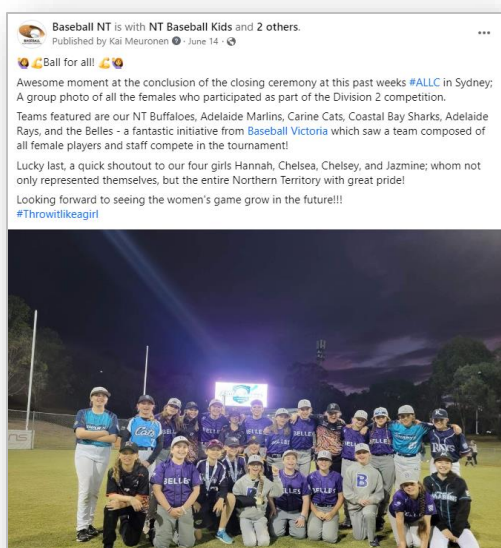 Baseball NT is with NT Baseball Kids and 2 others.
Published by Kai Meuronen · June 14 ·
Ball for all!
Awesome moment at the conclusion of the closing ceremony at this past weeks #ALLC in Sydney;
A group photo of all the females who participated as part of the Division 2 competition.
Teams featured are our NT Buffaloes, Adelaide Marlins, Carine Cats, Coastal Bay Sharks, Adelaide
Rays, and the Belles - a fantastic initiative from Baseball Victoria which saw a team composed of
all female players and staff compete in the tournament!
Lucky last, a quick shoutout to our four girls Hannah, Chelsea, Chelsey, and Jazmine; whom not
only represented themselves, but the entire Northern Territory with great pride!
Looking forward to seeing the women's game grow in the future!!!
#Throwitlikeagirl
Cats
RAYS
BELLES
BELLES
BELLES
BELLES
B